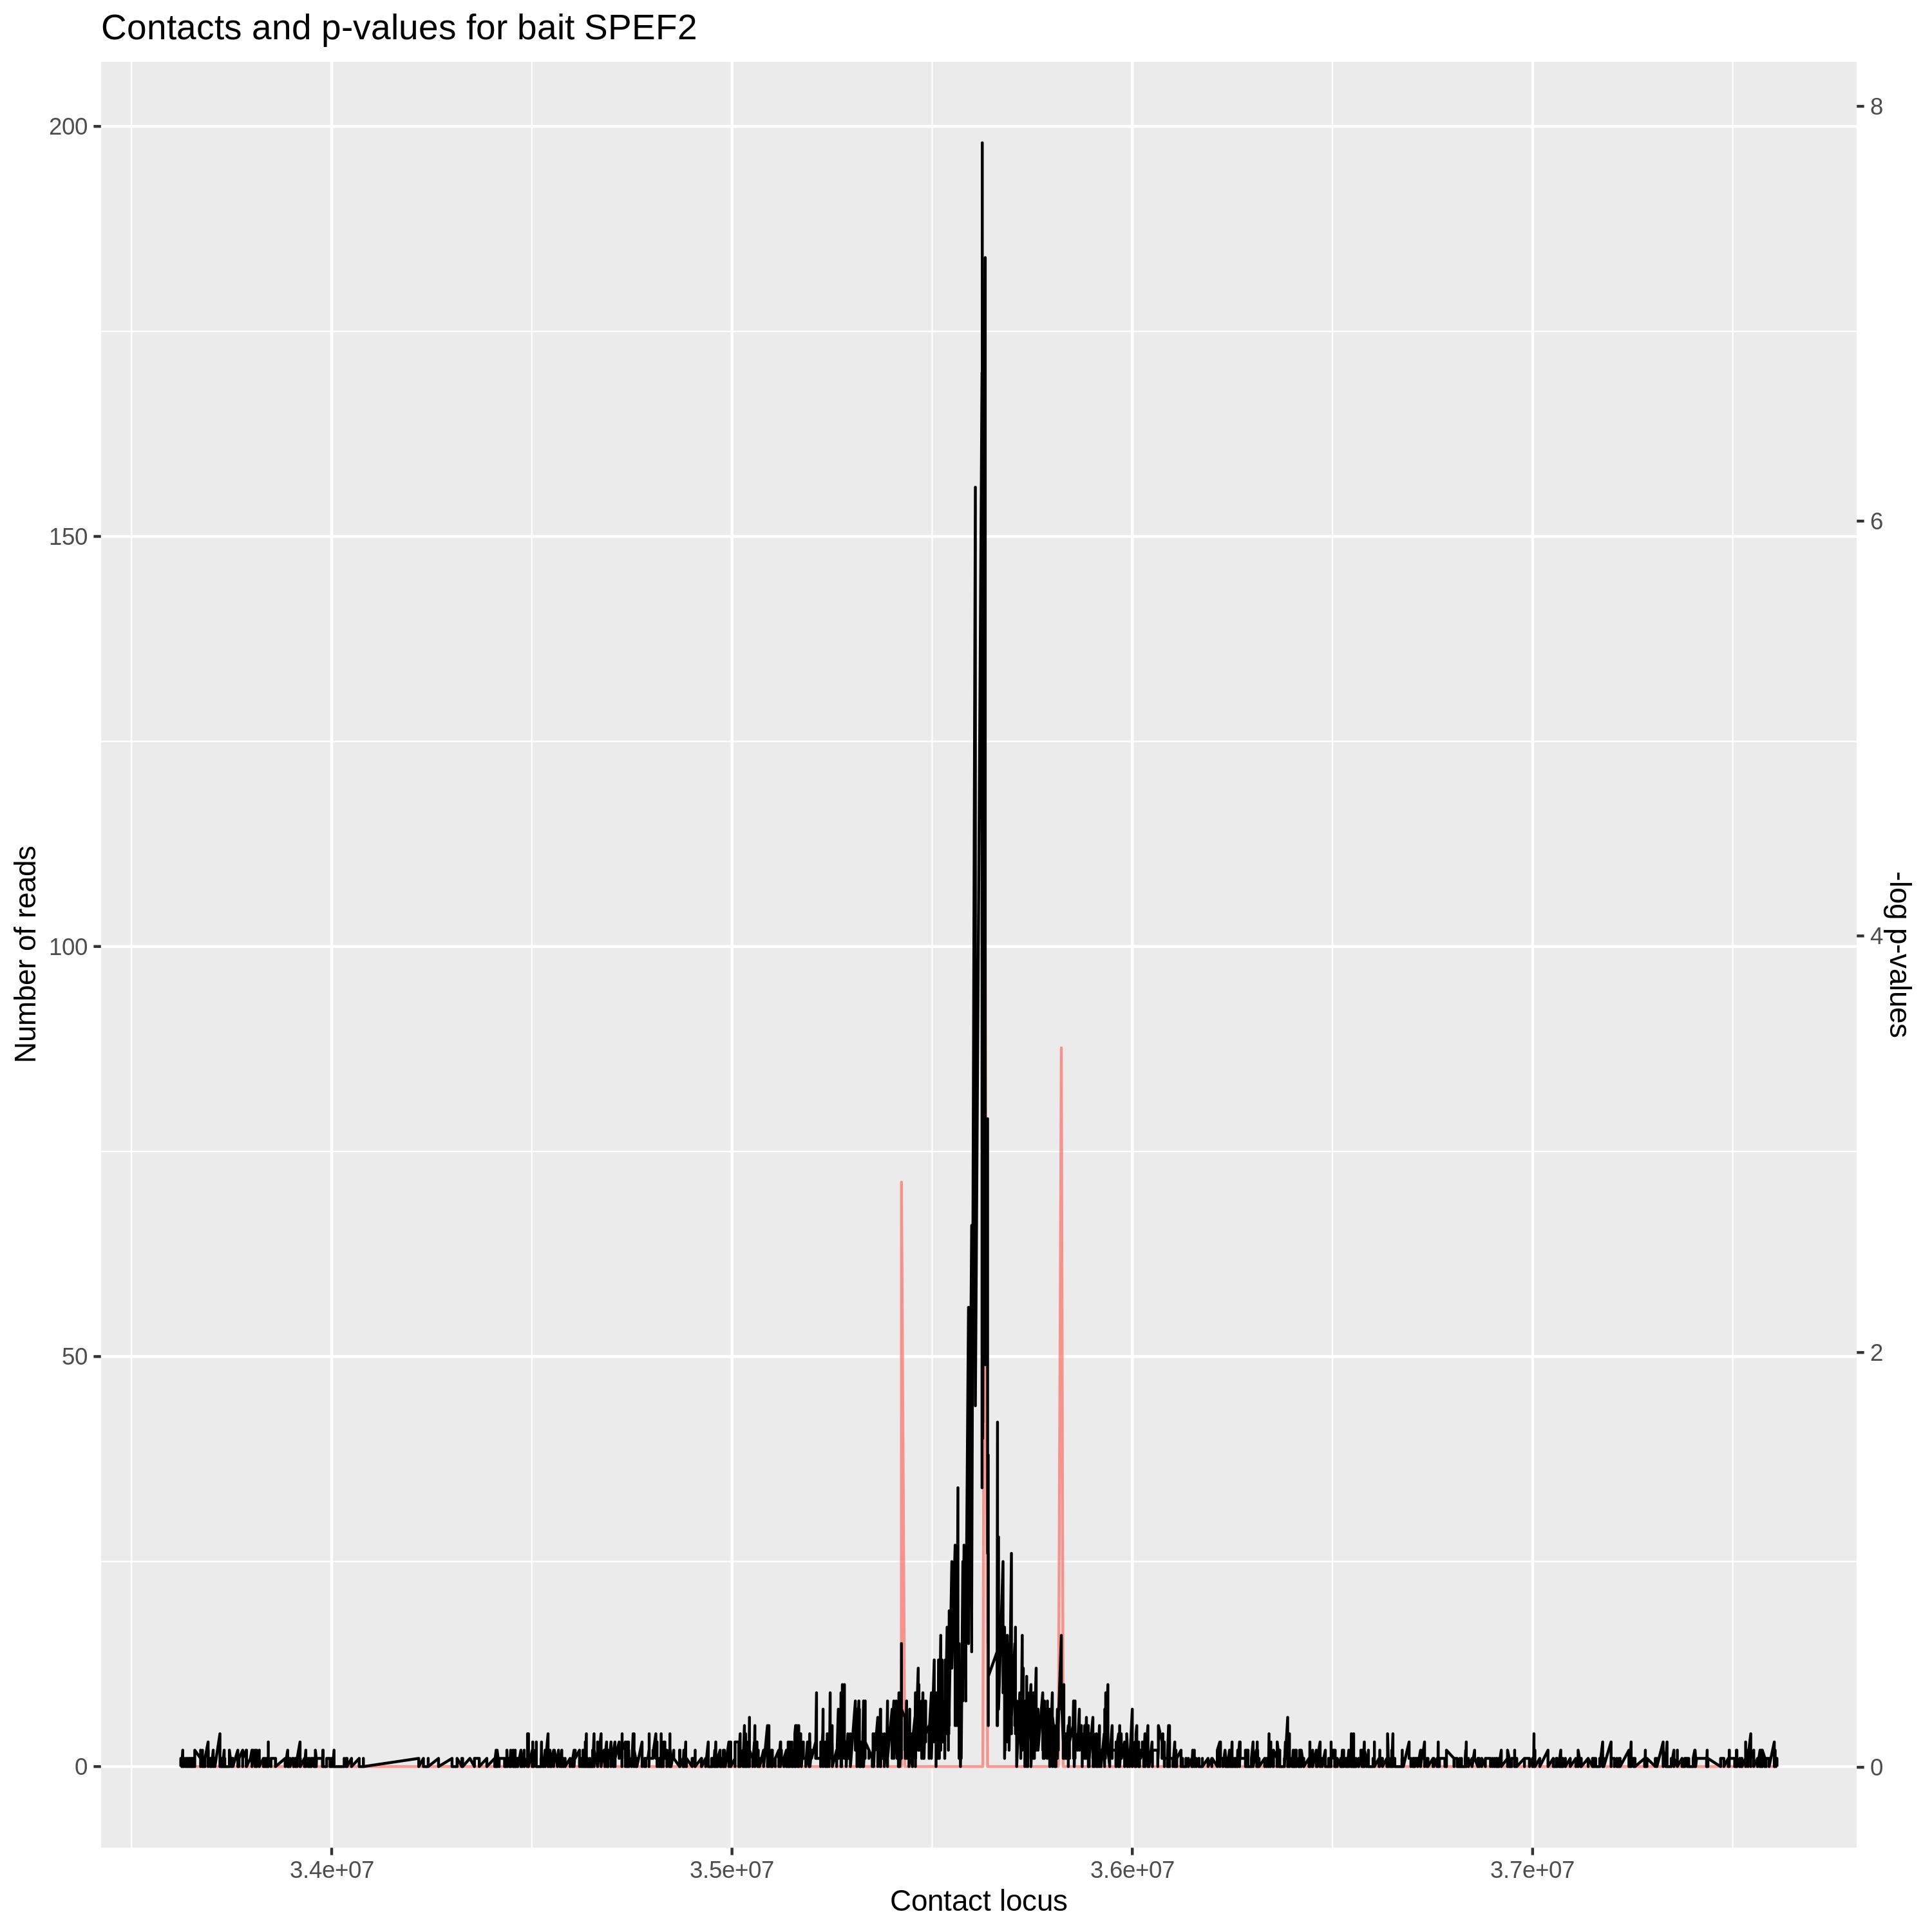 Contacts and p-values for bait SPEF2
200
150
100
50
0
Number of reads
8
6
4
2
0
-log p-values
3.4e+07
3.5e+07
3.6e+07
3.7e+07
Contact locus